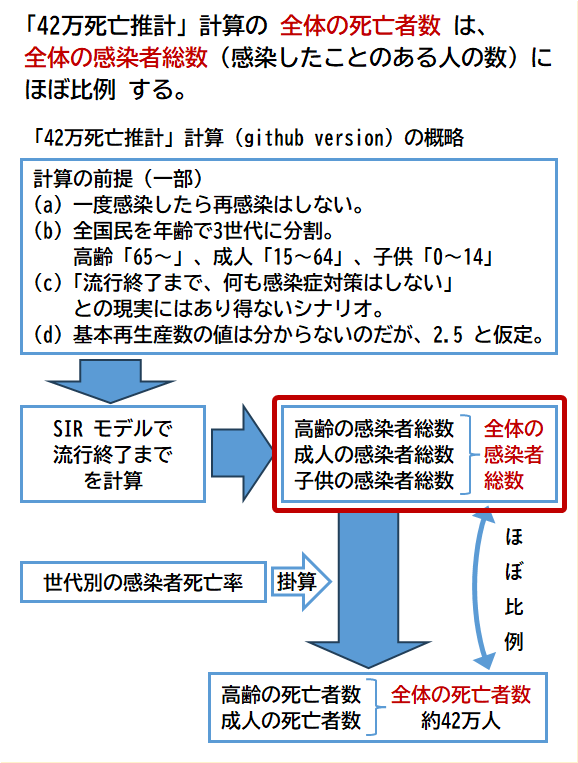 「42万死亡推計」計算の 全体の死亡者数 は、
全体の感染者総数（感染したことのある人の数）に
ほぼ比例 する。
「42万死亡推計」計算（github version）の概略
計算の前提（一部）
(a) 一度感染したら再感染はしない。
(b) 全国民を年齢で3世代に分割。
高齢「65～」、成人「15～64」、子供「0～14」
(c)「流行終了まで、何も感染症対策はしない」
との現実にはあり得ないシナリオ。
(d) 基本再生産数の値は分からないのだが、2.5 と仮定。
SIR モデルで
流行終了まで
を計算
高齢の感染者総数
成人の感染者総数
子供の感染者総数
全体の
感染者
総数
ほぼ比例
世代別の感染者死亡率
掛算
高齢の死亡者数
成人の死亡者数
全体の死亡者数
約42万人